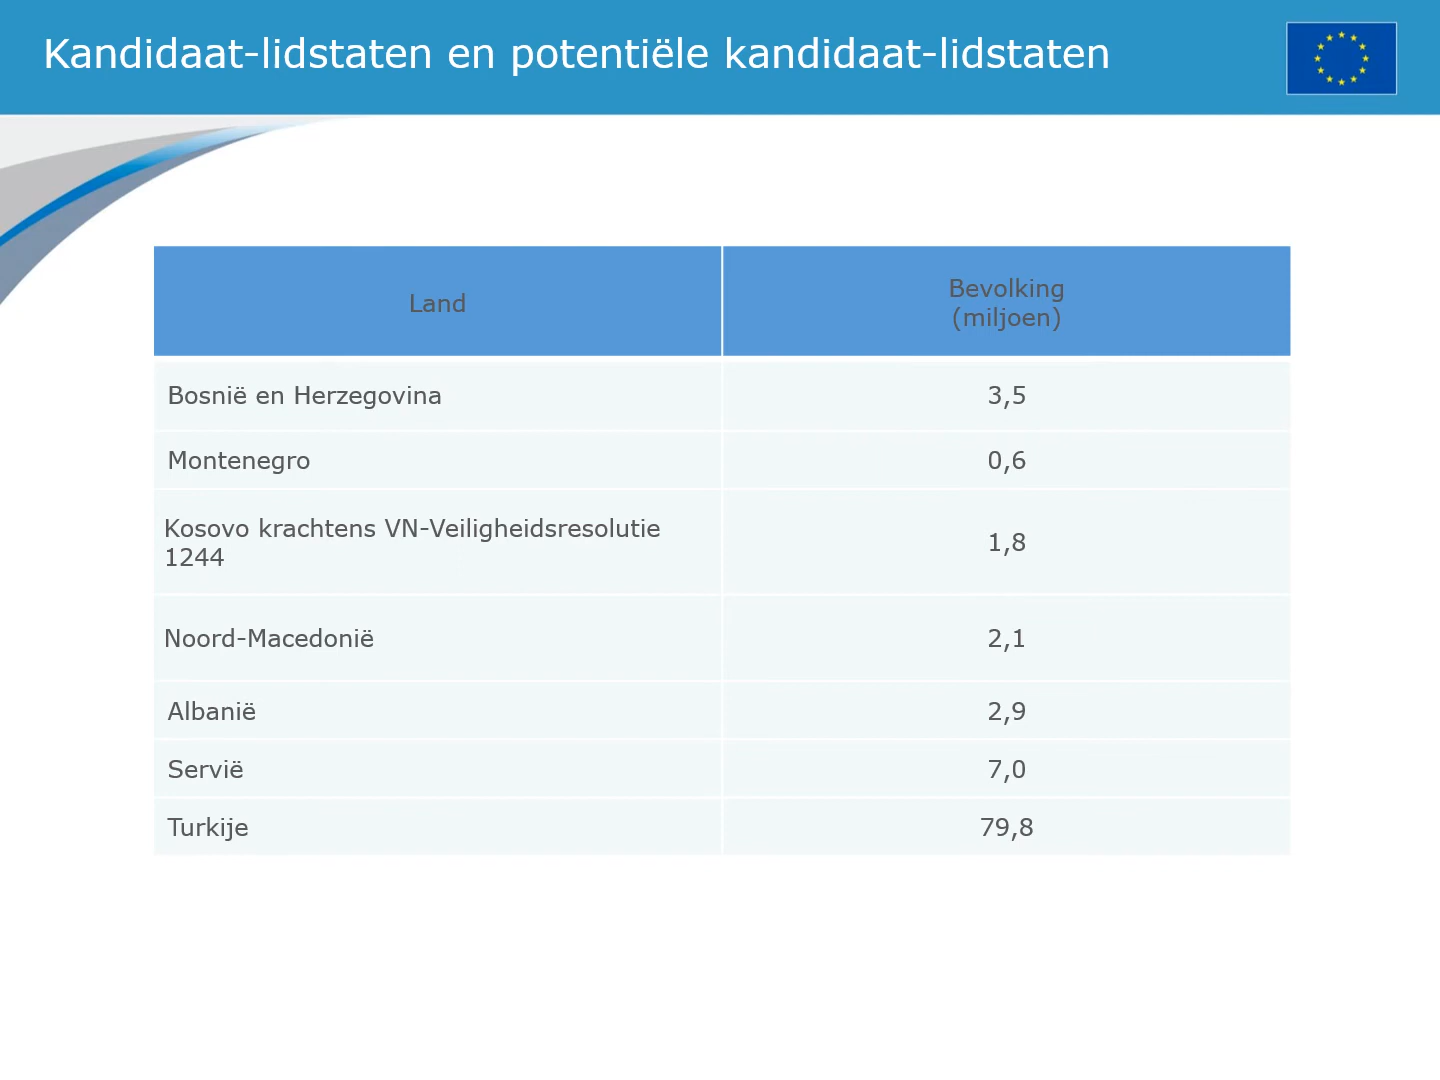 Kandidaat-lidstaten en potentiële kandidaat-lidstaten
Land
Bevolking
(miljoen)
Bosnië en Herzegovina
3,5
Montenegro
0,6
Kosovo krachtens VN-Veiligheidsresolutie
1244
1,8
Noord-Macedonië
2,1
Albanië
2,9
Servië
7,0
Turkije
79,8